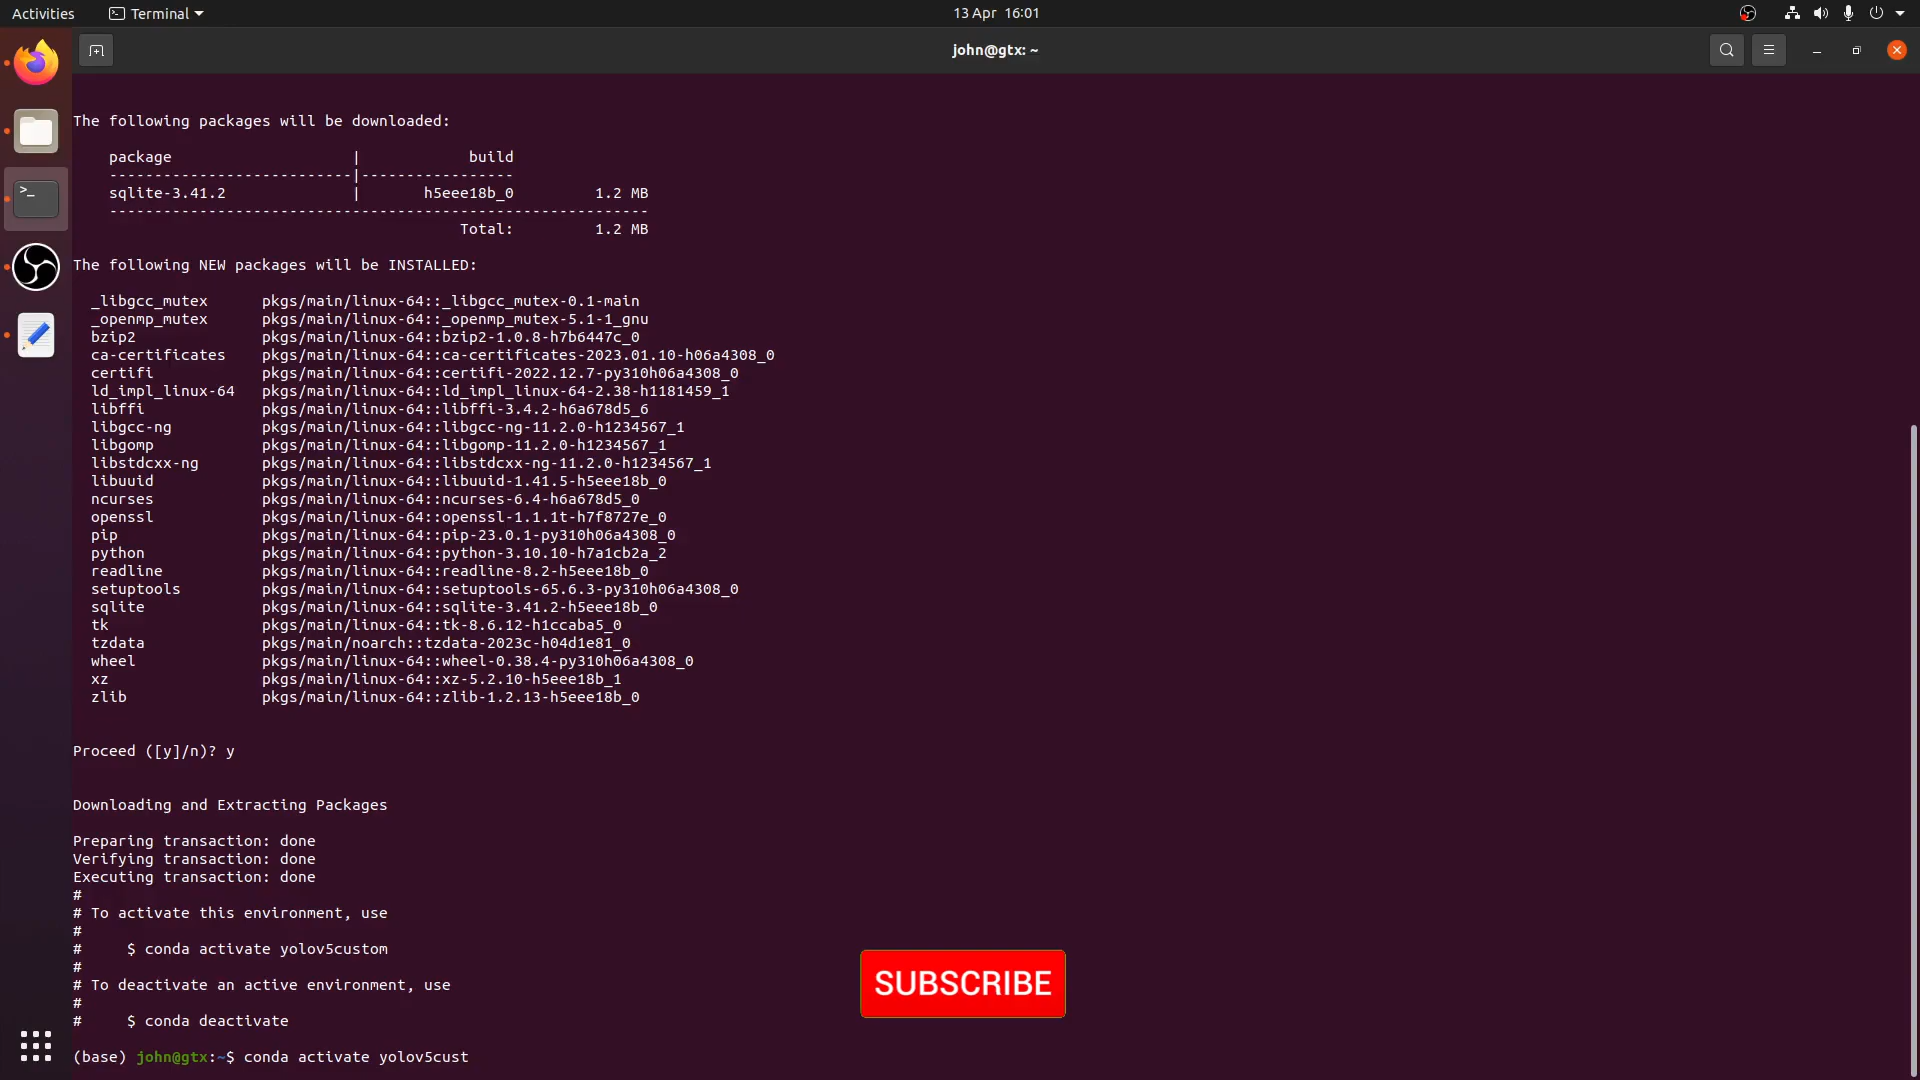 Activities Terminal 13 Apr 16:01
john@gtx: ~
The following packages will be downloaded:
package | build
---------------------------|-----------------
sqlite-3.41.2 | h5eee18b_0 1.2 MB
------------------------------------------------------------
Total: 1.2 MB
The following NEW packages will be INSTALLED:
_libgcc_mutex pkgs/main/linux-64::_libgcc_mutex-0.1-main
_openmp_mutex pkgs/main/linux-64::_openmp_mutex-5.1-1_gnu
bzip2 pkgs/main/linux-64::bzip2-1.0.8-h7b6447c_0
ca-certificates pkgs/main/linux-64::ca-certificates-2023.01.10-h06a4308_0
certifi pkgs/main/linux-64::certifi-2022.12.7-py310h06a4308_0
ld_impl_linux-64 pkgs/main/linux-64::ld_impl_linux-64-2.38-h1181459_1
libffi pkgs/main/linux-64::libffi-3.4.2-h6a678d5_6
libgcc-ng pkgs/main/linux-64::libgcc-ng-11.2.0-h1234567_1
libgomp pkgs/main/linux-64::libgomp-11.2.0-h1234567_1
libstdcxx-ng pkgs/main/linux-64::libstdcxx-ng-11.2.0-h1234567_1
libuuid pkgs/main/linux-64::libuuid-1.41.5-h5eee18b_0
ncurses pkgs/main/linux-64::ncurses-6.4-h6a678d5_0
openssl pkgs/main/linux-64::openssl-1.1.1t-h7f8727e_0
pip pkgs/main/linux-64::pip-23.0.1-py310h06a4308_0
python pkgs/main/linux-64::python-3.10.10-h7a1cb2a_2
readline pkgs/main/linux-64::readline-8.2-h5eee18b_0
setuptools pkgs/main/linux-64::setuptools-65.6.3-py310h06a4308_0
sqlite pkgs/main/linux-64::sqlite-3.41.2-h5eee18b_0
tk pkgs/main/linux-64::tk-8.6.12-h1ccaba5_0
tzdata pkgs/main/noarch::tzdata-2023c-h04d1e81_0
wheel pkgs/main/linux-64::wheel-0.38.4-py310h06a4308_0
xz pkgs/main/linux-64::xz-5.2.10-h5eee18b_1
zlib pkgs/main/linux-64::zlib-1.2.13-h5eee18b_0
Proceed ([y]/n)? y
Downloading and Extracting Packages
Preparing transaction: done
Verifying transaction: done
Executing transaction: done
#
# To activate this environment, use
#
# $ conda activate yolov5custom
#
# To deactivate an active environment, use
#
# $ conda deactivate
SUBSCRIBE
(base) john@gtx:~$ conda activate yolov5cust